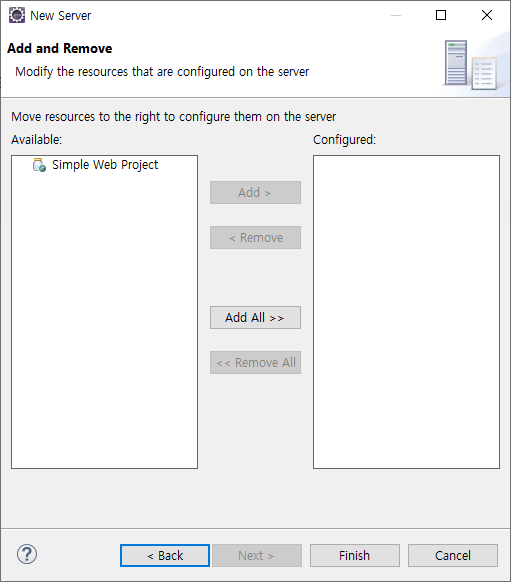 New Server
Add and Remove
Modify the resources that are configured on the server
Move resources to the right to configure them on the server
Available:
Configured:
Simple Web Project
Add >
< Remove
Add All >>
<< Remove All
?
< Back
Next >
Finish
Cancel